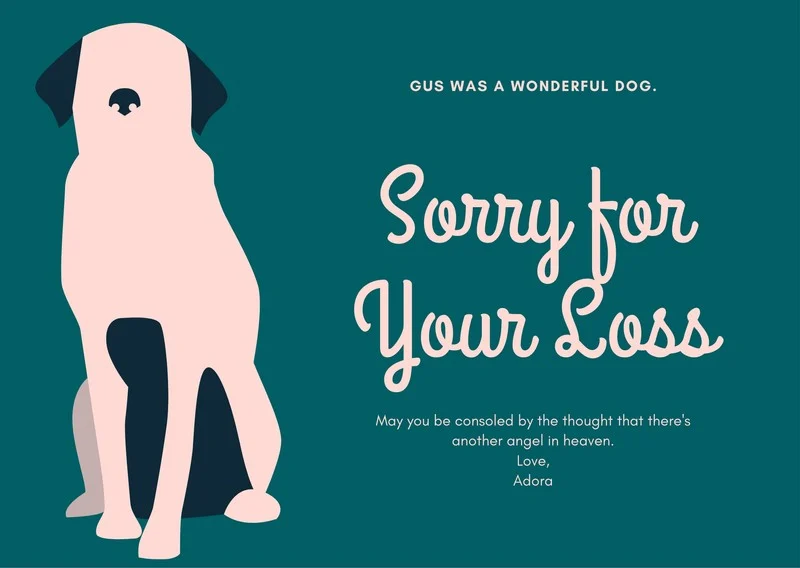 GUS WAS A WONDERFUL DOG.
Sorry for
Your Loss
May you be consoled by the thought that there's
another angel in heaven.
Love,
Adora